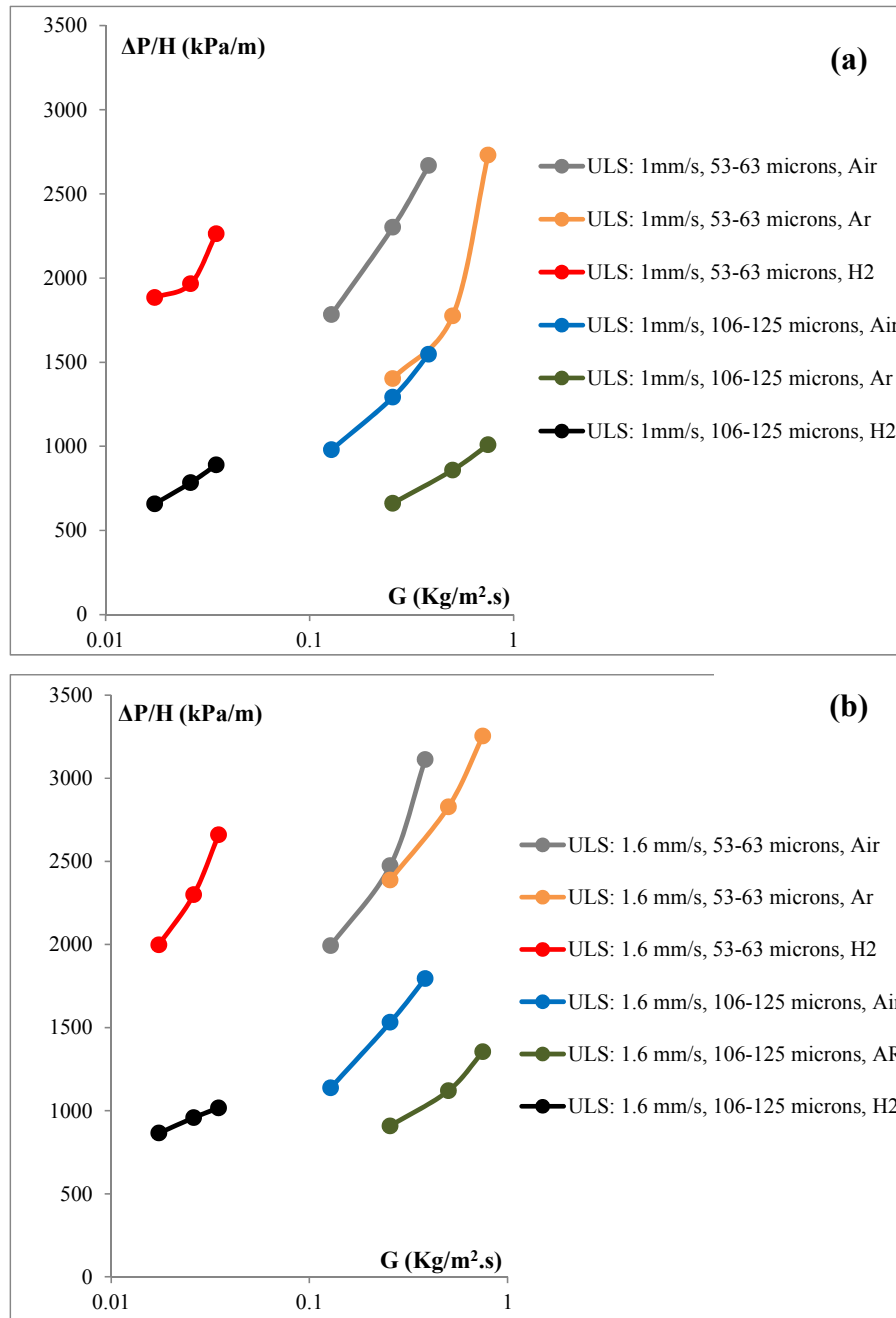 3500
ΔP/H (kPa/m)
(a)
3000
2500
2000
1500
1000
500
0
ULS: 1mm/s, 53-63 microns, Air
ULS: 1mm/s, 53-63 microns, Ar
ULS: 1mm/s, 53-63 microns, H2
ULS: 1mm/s, 106-125 microns, Air
ULS: 1mm/s, 106-125 microns, Ar
ULS: 1mm/s, 106-125 microns, H2
G (Kg/m².s)
0.01 0.1 1
3500
ΔP/H (kPa/m)
(b)
3000
2500
2000
1500
1000
500
0
ULS: 1.6 mm/s, 53-63 microns, Air
ULS: 1.6 mm/s, 53-63 microns, Ar
ULS: 1.6 mm/s, 53-63 microns, H2
ULS: 1.6 mm/s, 106-125 microns, Air
ULS: 1.6 mm/s, 106-125 microns, AR
ULS: 1.6 mm/s, 106-125 microns, H2
G (Kg/m².s)
0.01 0.1 1